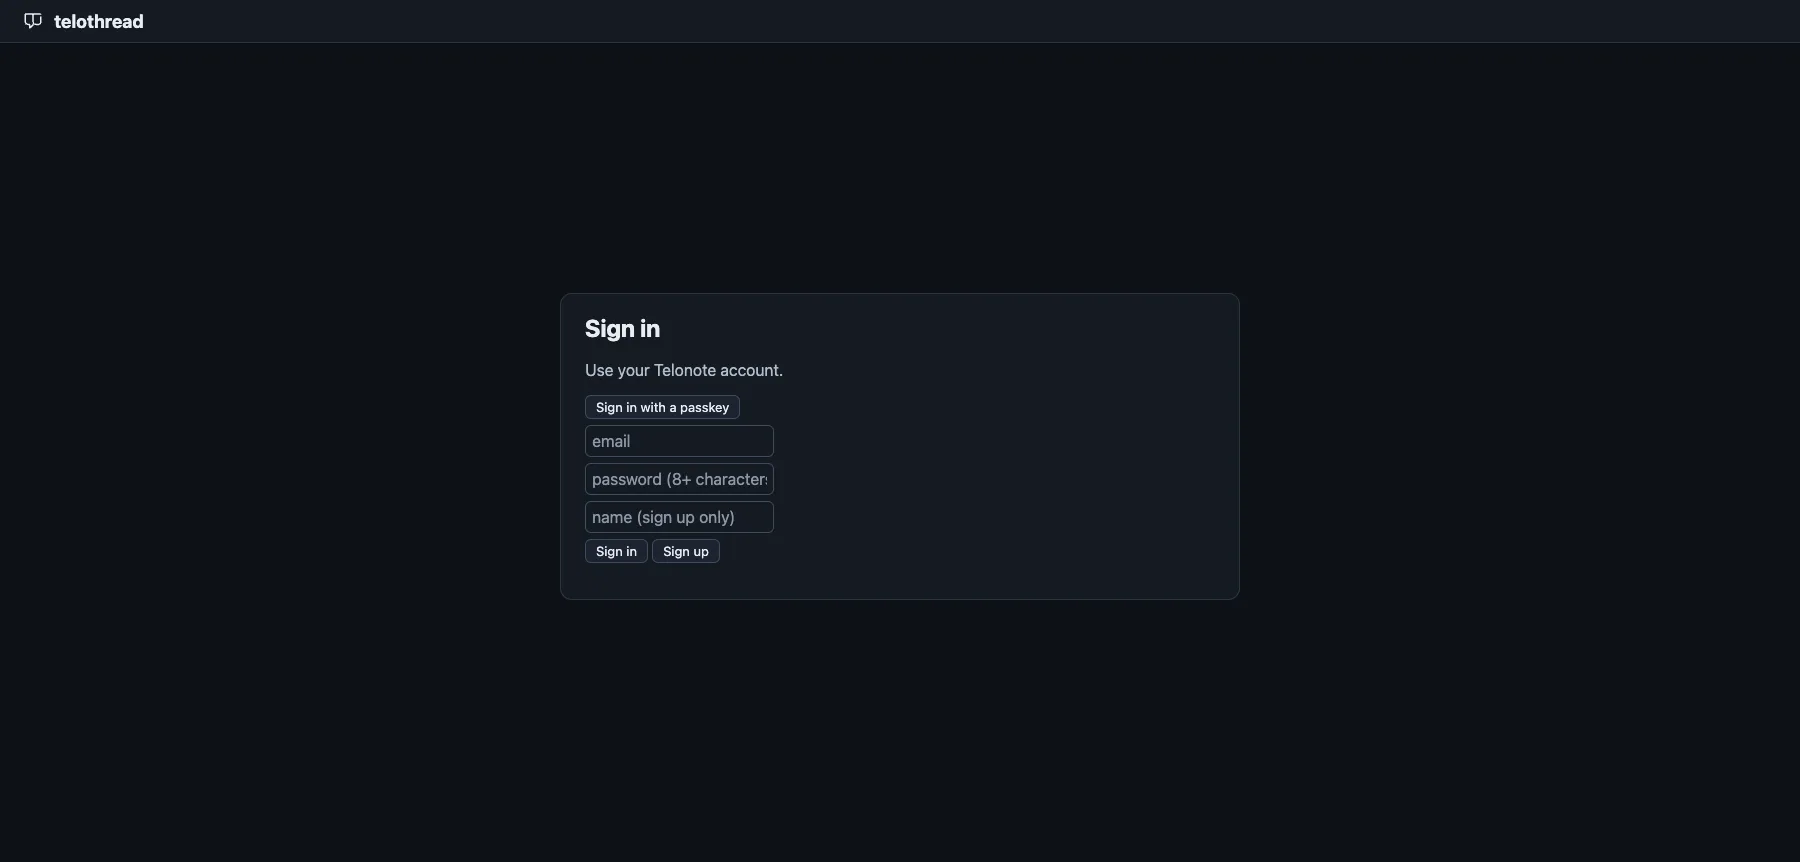 telothread
Sign in
Use your Telonote account.
Sign in with a passkey
email
password (8+ characters
name (sign up only)
Sign in
Sign up